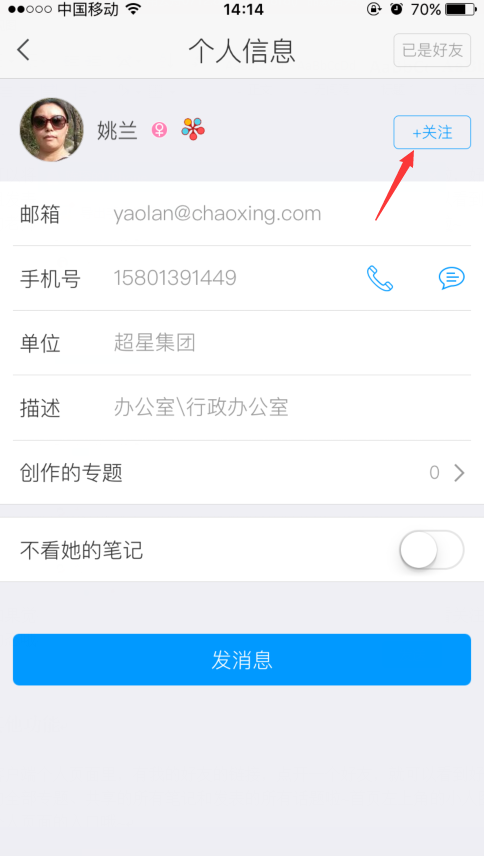 中国移动 14:14 70%
个人信息 已是好友
姚兰 +关注
邮箱 yaolan@chaoxing.com
手机号 15801391449
单位 超星集团
描述 办公室\行政办公室
创作的专题 0
不看她的笔记
发消息